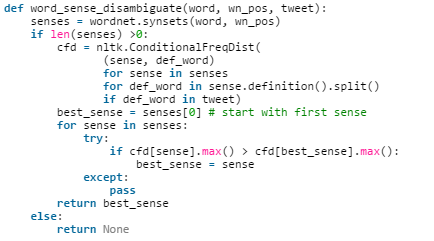 def word_sense_disambiguate(word, wn_pos, tweet):
    senses = wordnet.synsets(word, wn_pos)
    if len(senses) >0:
        cfd = nltk.ConditionalFreqDist(
           (sense, def_word)
           for sense in senses
           for def_word in sense.definition().split()
           if def_word in tweet)
        best_sense = senses[0] # start with first sense
        for sense in senses:
            try:
                if cfd[sense].max() > cfd[best_sense].max():
                    best_sense = sense
            except:
                pass
        return best_sense
    else:
        return None